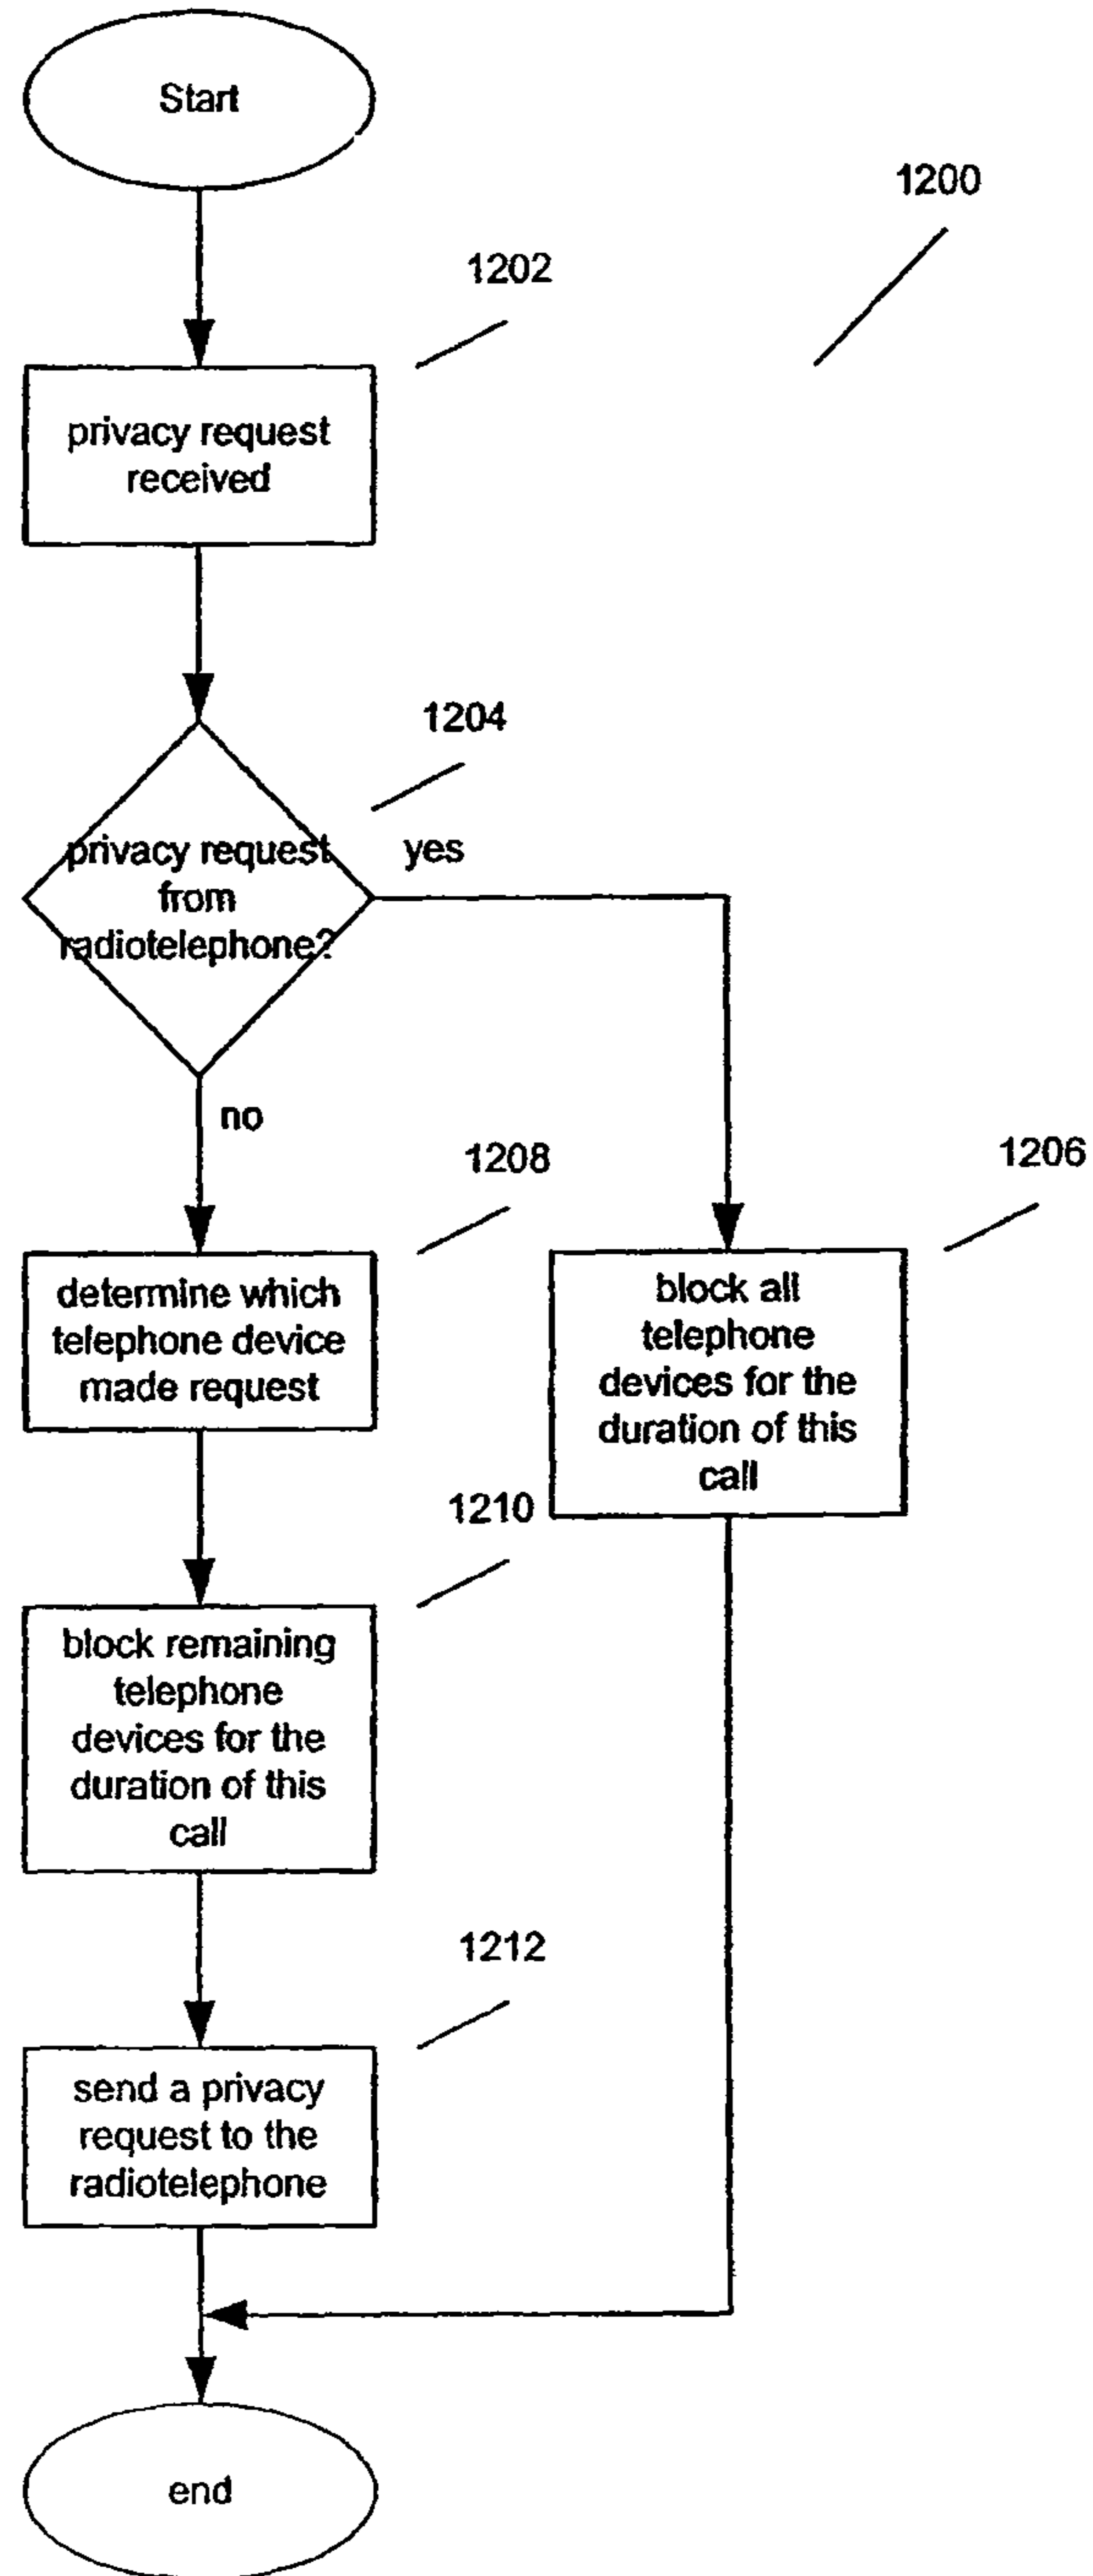 Start
1200
1202
privacy request
received
1204
privacy request
from
radiotelephone?
yes
no
1208
determine which
telephone device
made request
1206
block all
telephone
devices for the
duration of this
call
1210
block remaining
telephone
devices for the
duration of this
call
1212
send a privacy
request to the
radiotelephone
end